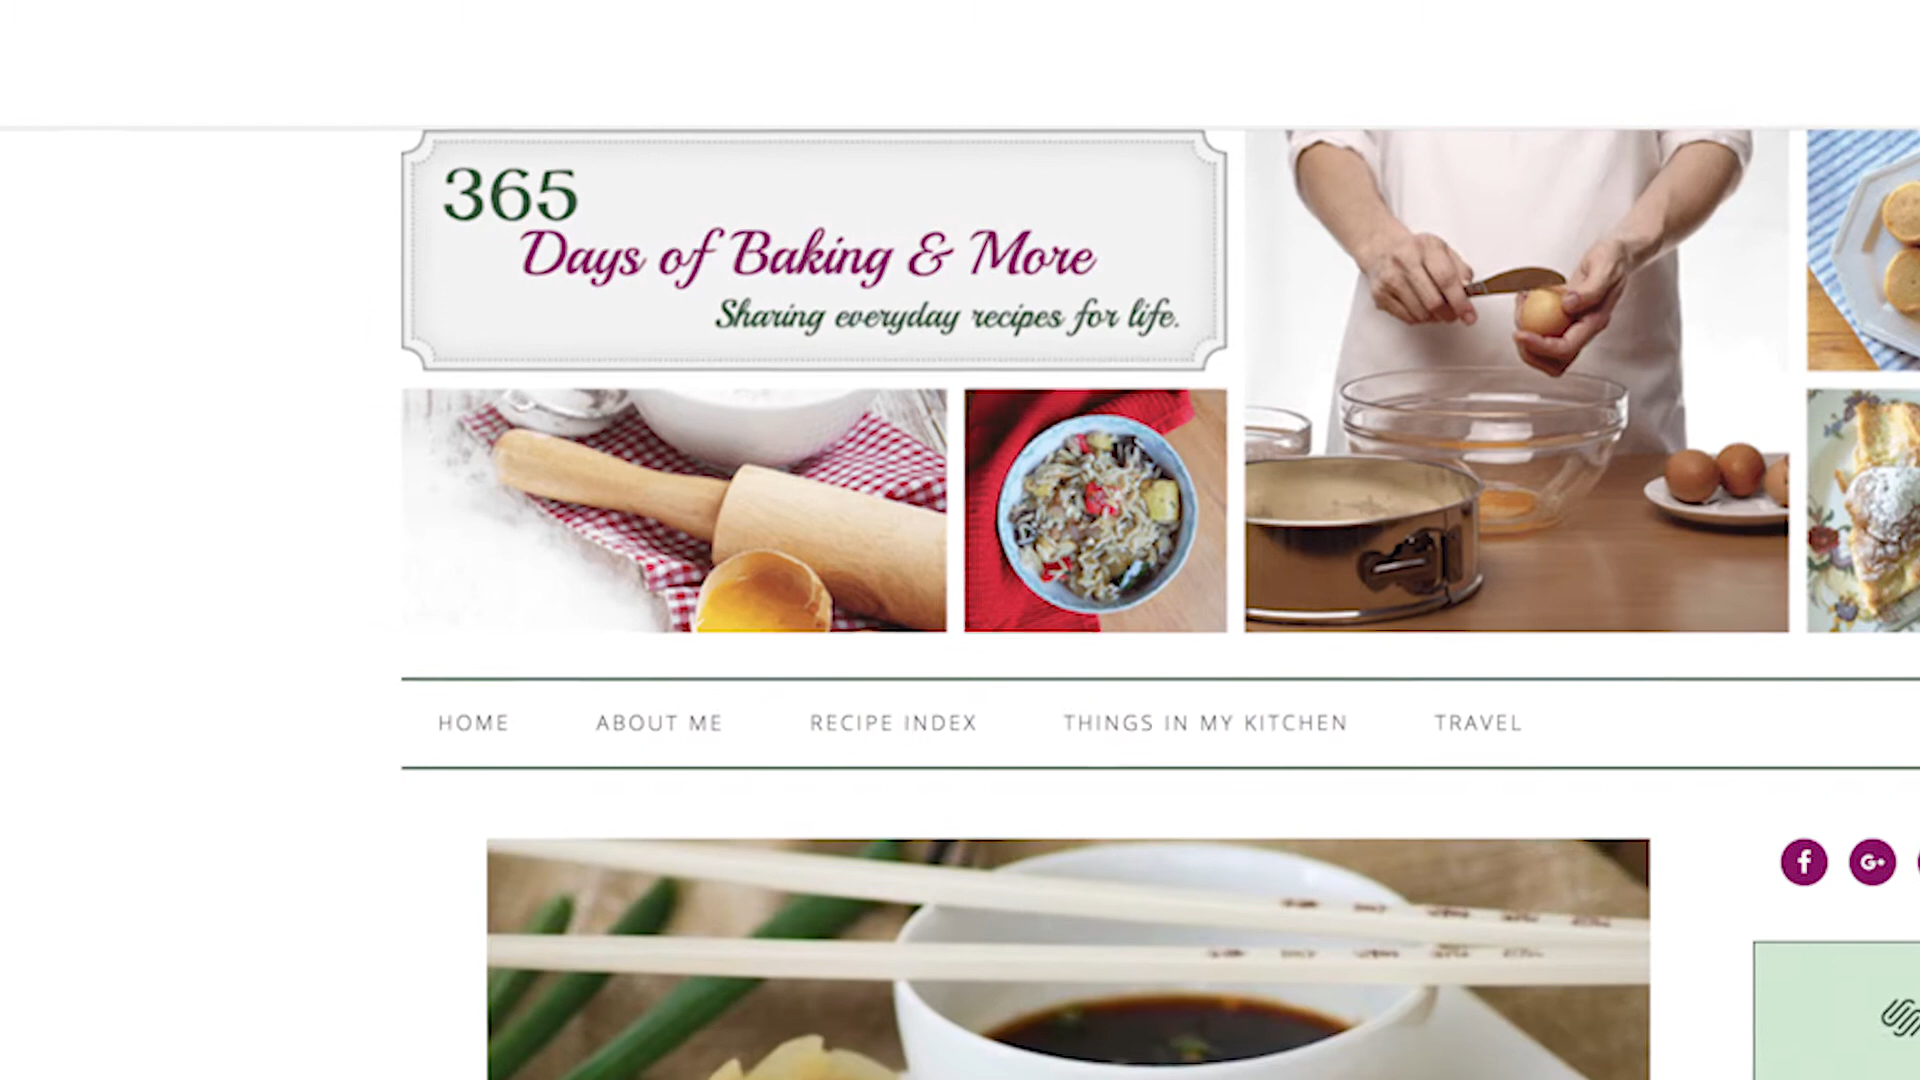 365
Days of Baking & More
Sharing everyday recipes for life.
HOME ABOUT ME RECIPE INDEX THINGS IN MY KITCHEN TRAVEL